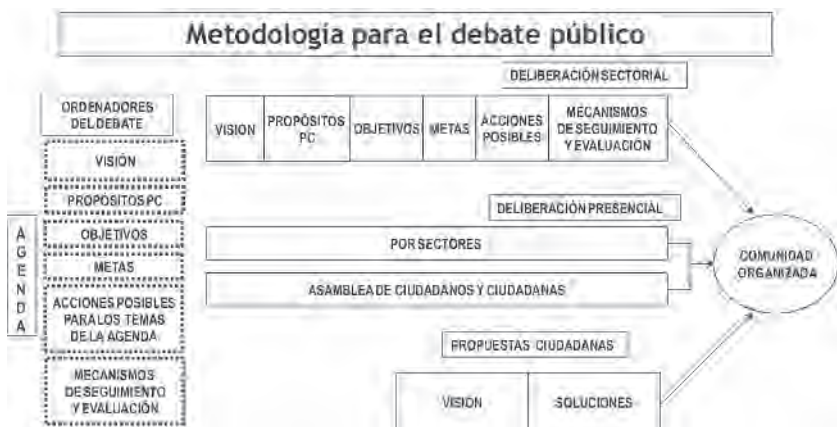 Metodología para el debate público
DELIBERACIÓN SECTORIAL
ORDENADORES
DEL DEBATE
VISIÓN
PROPÓSITOS PC
OBJETIVOS
METAS
ACCIONES POSIBLES
PARA LOS TEMAS
DE LA AGENDA
MECANISMOS
DE SEGUIMIENTO
Y EVALUACIÓN
AGENDA
VISION
PROPÓSITOS
PC
OBJETIVOS
METAS
ACCIONES
POSIBLES
MECANISMOS
DE SEGUIMIENTO
Y EVALUACIÓN
DELIBERACIÓN PRESENCIAL
POR SECTORES
ASAMBLEA DE CIUDADANOS Y CIUDADANAS
COMUNIDAD
ORGANIZADA
PROPUESTAS CIUDADANAS
VISIÓN
SOLUCIONES